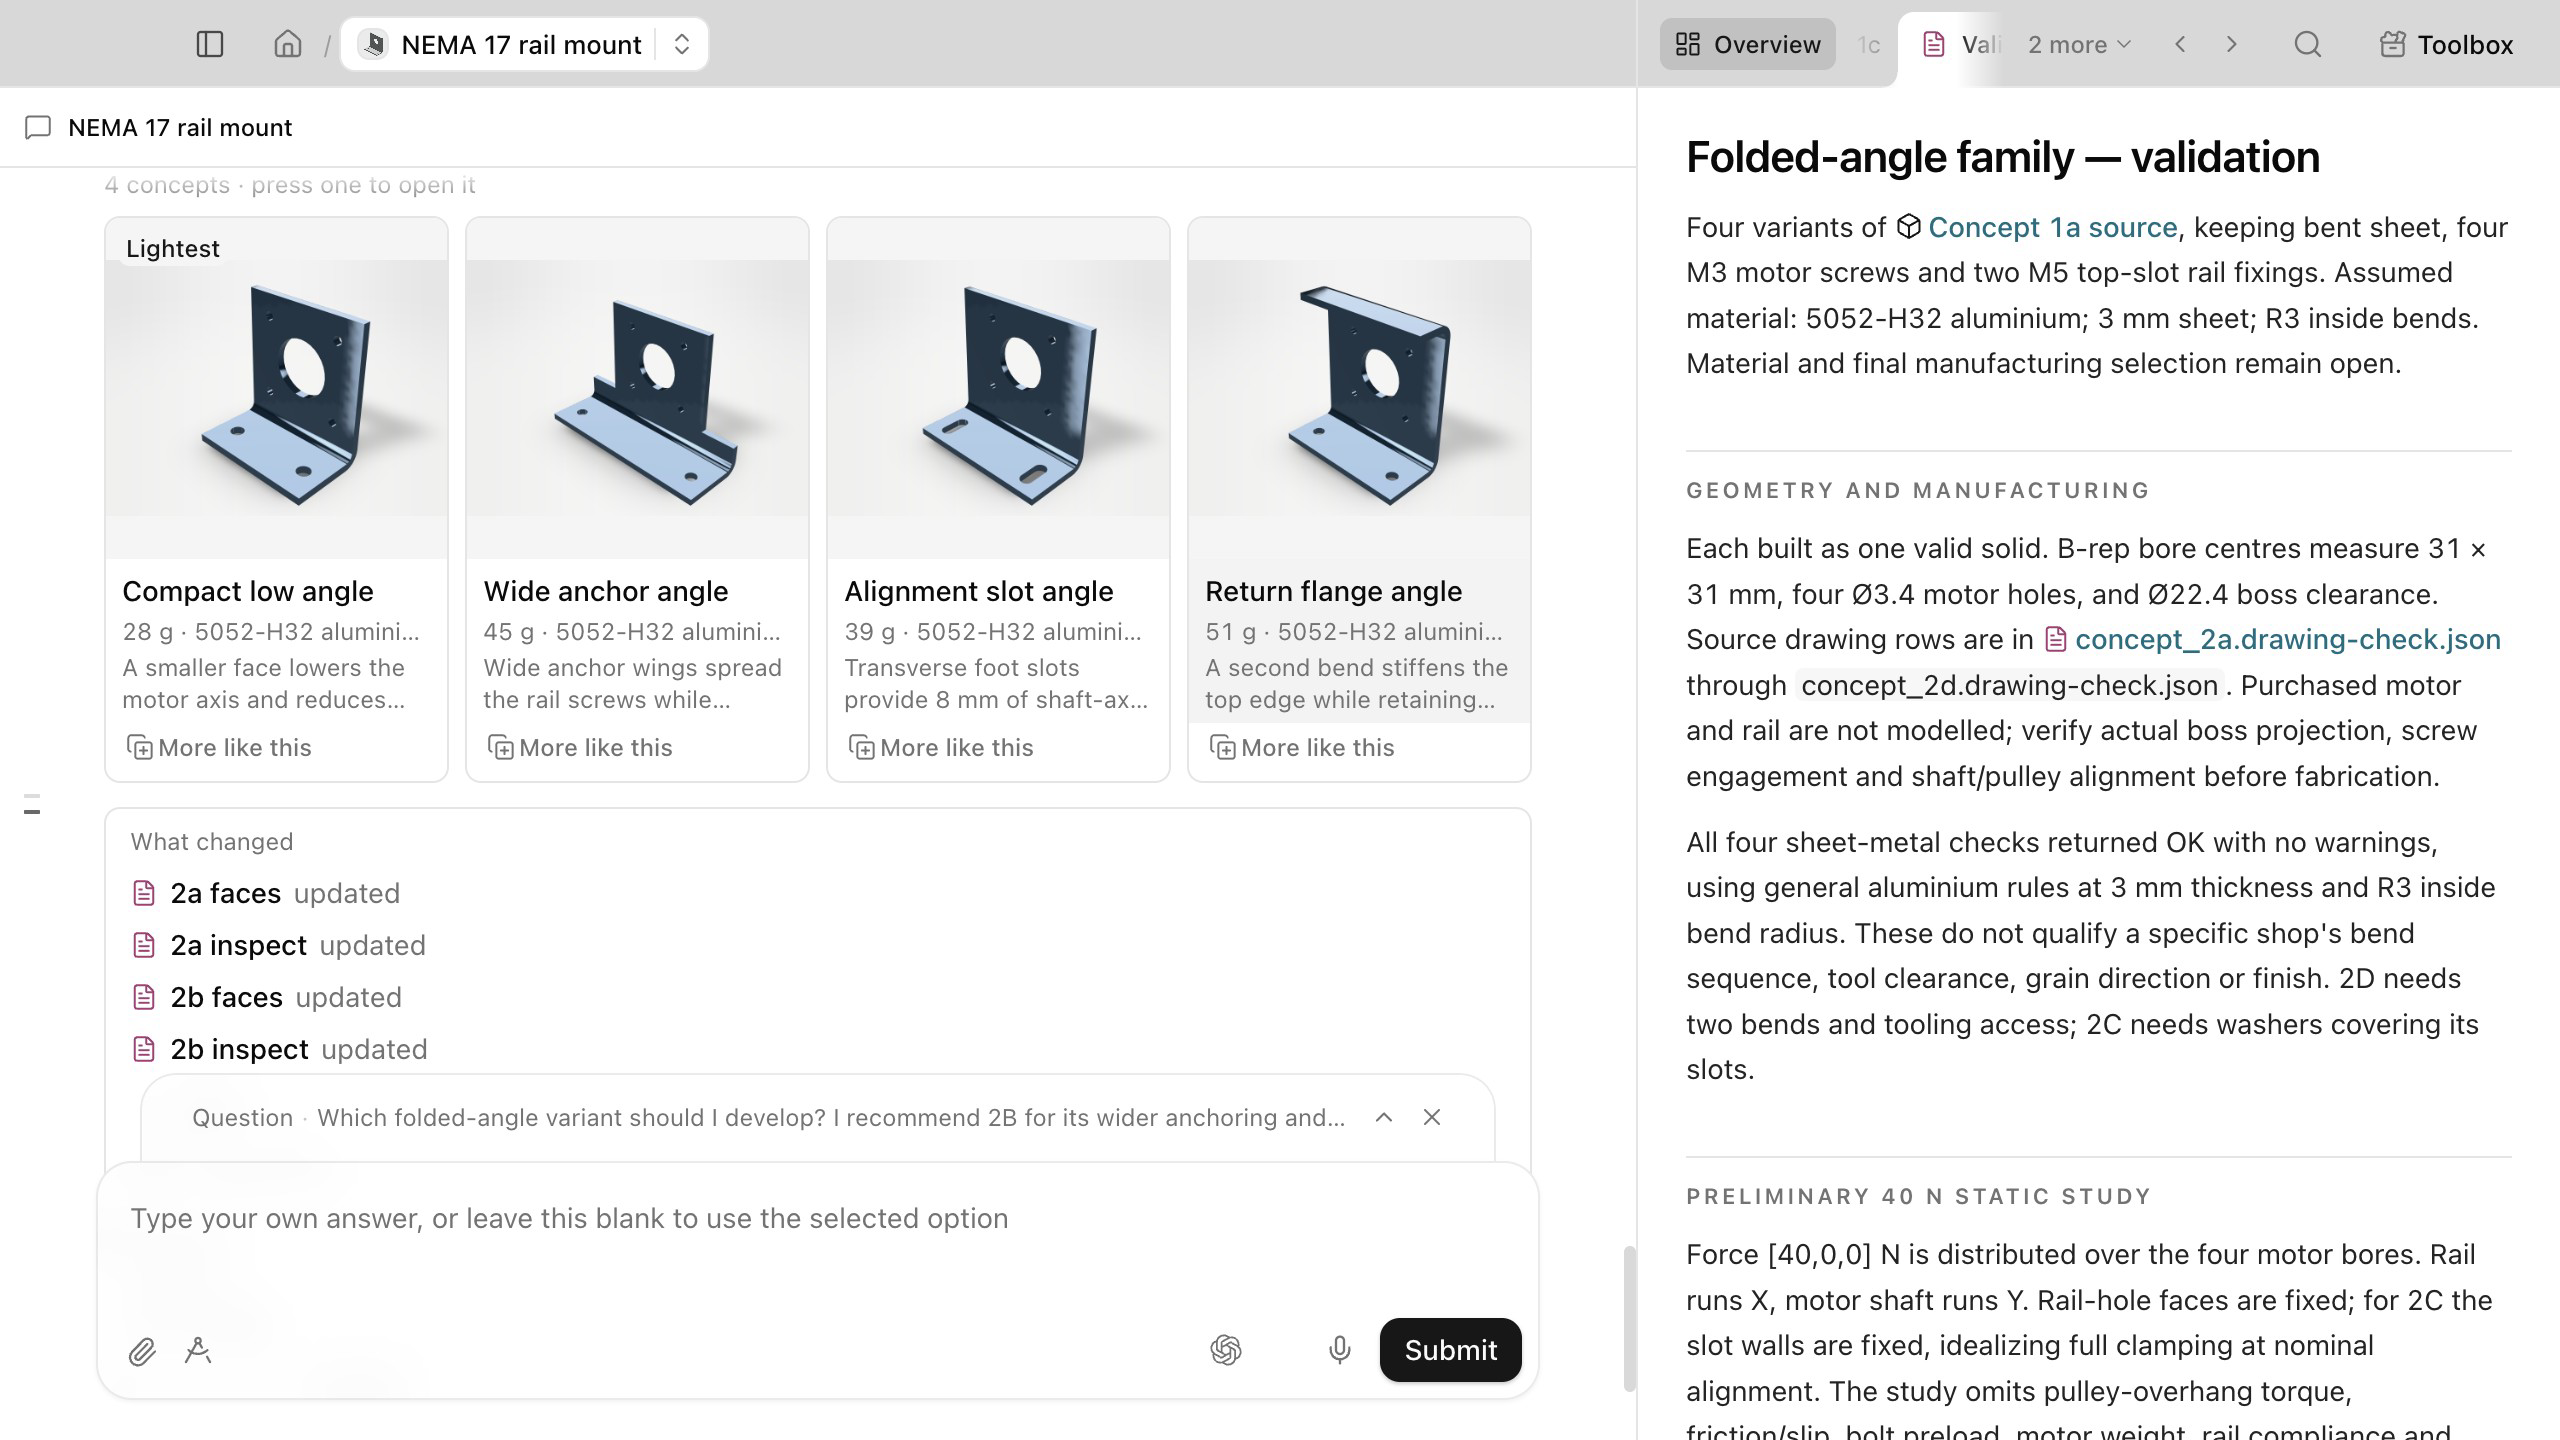 NEMA 17 rail mount
Overview
1c
Vali
2 more
Toolbox
NEMA 17 rail mount
4 concepts · press one to open it
Lightest
Compact low angle
28 g · 5052-H32 alumini...
A smaller face lowers the
motor axis and reduces...
More like this
Wide anchor angle
45 g · 5052-H32 alumini...
Wide anchor wings spread
the rail screws while...
More like this
Alignment slot angle
39 g · 5052-H32 alumini...
Transverse foot slots
provide 8 mm of shaft-ax...
More like this
Return flange angle
51 g · 5052-H32 alumini...
A second bend stiffens the
top edge while retaining...
More like this
What changed
2a faces updated
2a inspect updated
2b faces updated
2b inspect updated
Question · Which folded-angle variant should I develop? I recommend 2B for its wider anchoring and...
Type your own answer, or leave this blank to use the selected option
Submit
Folded-angle family — validation
Four variants of Concept 1a source, keeping bent sheet, four
M3 motor screws and two M5 top-slot rail fixings. Assumed
material: 5052-H32 aluminium; 3 mm sheet; R3 inside bends.
Material and final manufacturing selection remain open.
GEOMETRY AND MANUFACTURING
Each built as one valid solid. B-rep bore centres measure 31 ×
31 mm, four Ø3.4 motor holes, and Ø22.4 boss clearance.
Source drawing rows are in concept_2a.drawing-check.json
through concept_2d.drawing-check.json. Purchased motor
and rail are not modelled; verify actual boss projection, screw
engagement and shaft/pulley alignment before fabrication.
All four sheet-metal checks returned OK with no warnings,
using general aluminium rules at 3 mm thickness and R3 inside
bend radius. These do not qualify a specific shop's bend
sequence, tool clearance, grain direction or finish. 2D needs
two bends and tooling access; 2C needs washers covering its
slots.
PRELIMINARY 40 N STATIC STUDY
Force [40,0,0] N is distributed over the four motor bores. Rail
runs X, motor shaft runs Y. Rail-hole faces are fixed; for 2C the
slot walls are fixed, idealizing full clamping at nominal
alignment. The study omits pulley-overhang torque,
friction/slip, bolt preload, motor weight, rail compliance and